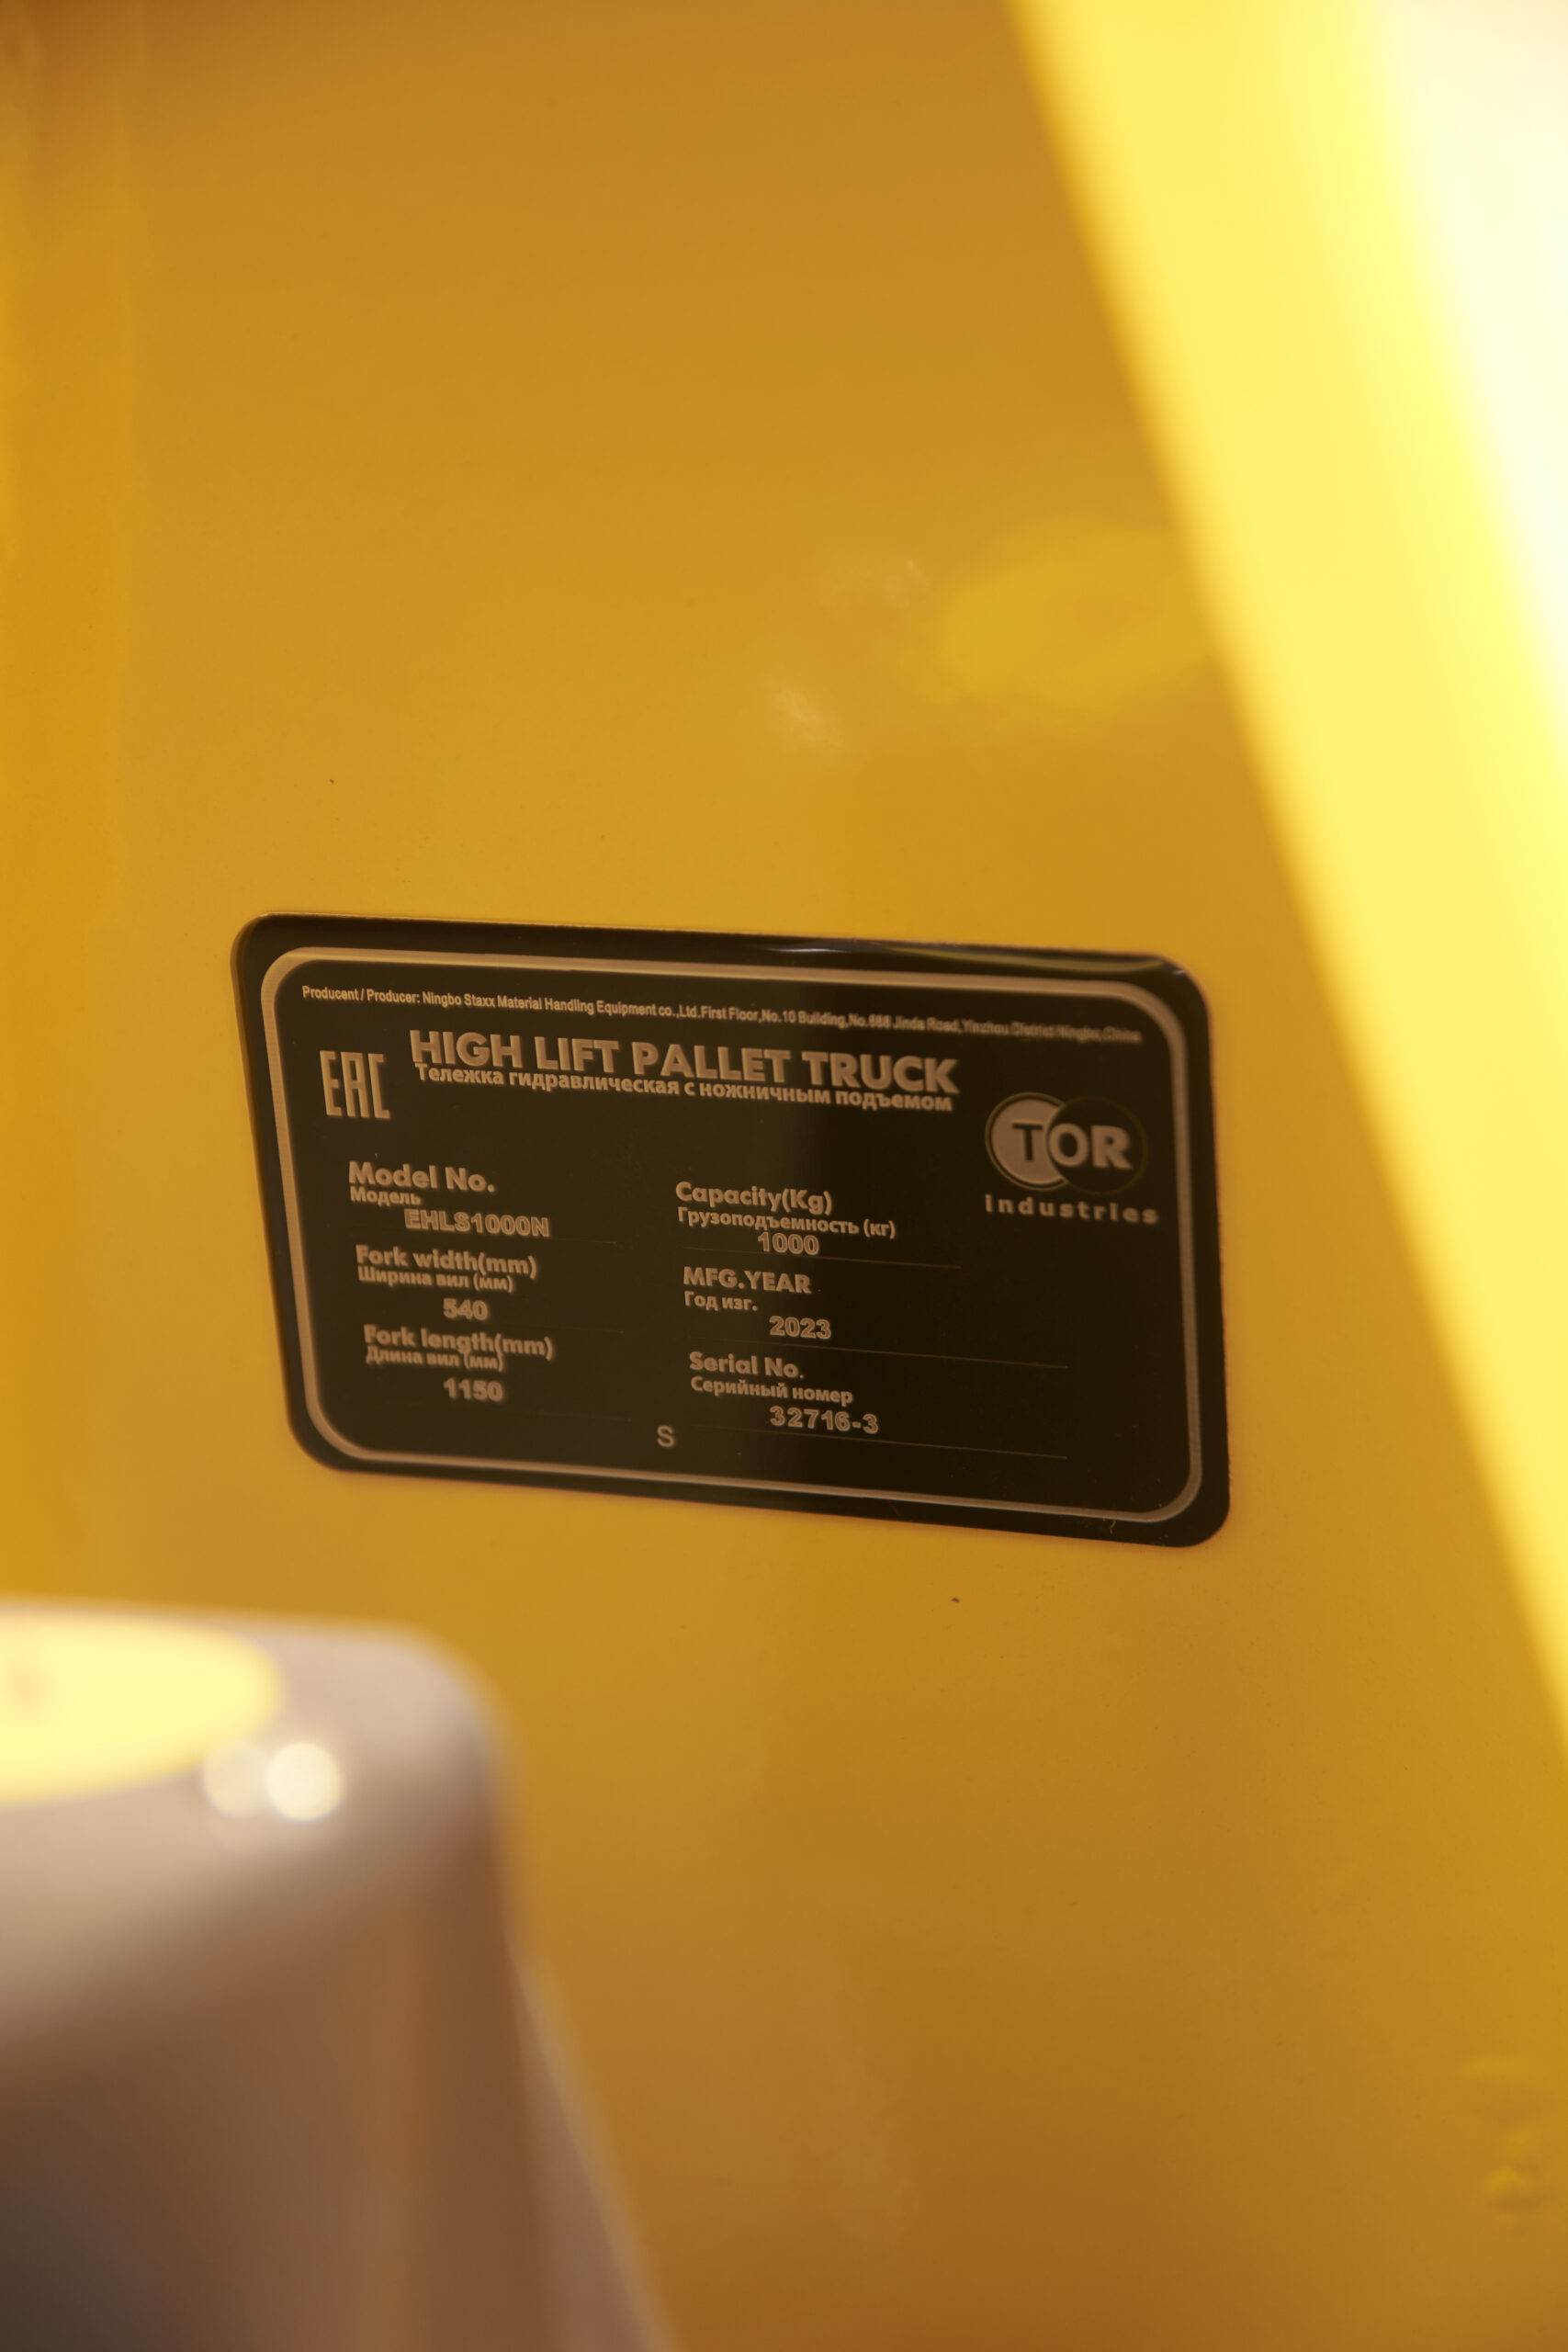 Producent / Producer: Ningbo Staxx Material Handling Equipment co.,Ltd.First Floor,No.10 Building,No.688 Jinda Road,Yinzhou District Ningbo,China
EAC
HIGH LIFT PALLET TRUCK
Тележка гидравлическая с ножничным подъемом
TOR
industries
Model No.
Модель
EHLS1000N
Fork width(mm)
Ширина вил (мм)
540
Fork length(mm)
Длина вил (мм)
1150
Capacity(Kg)
Грузоподъемность (кг)
1000
MFG.YEAR
Год изг.
2023
Serial No.
Серийный номер
32716-3
S